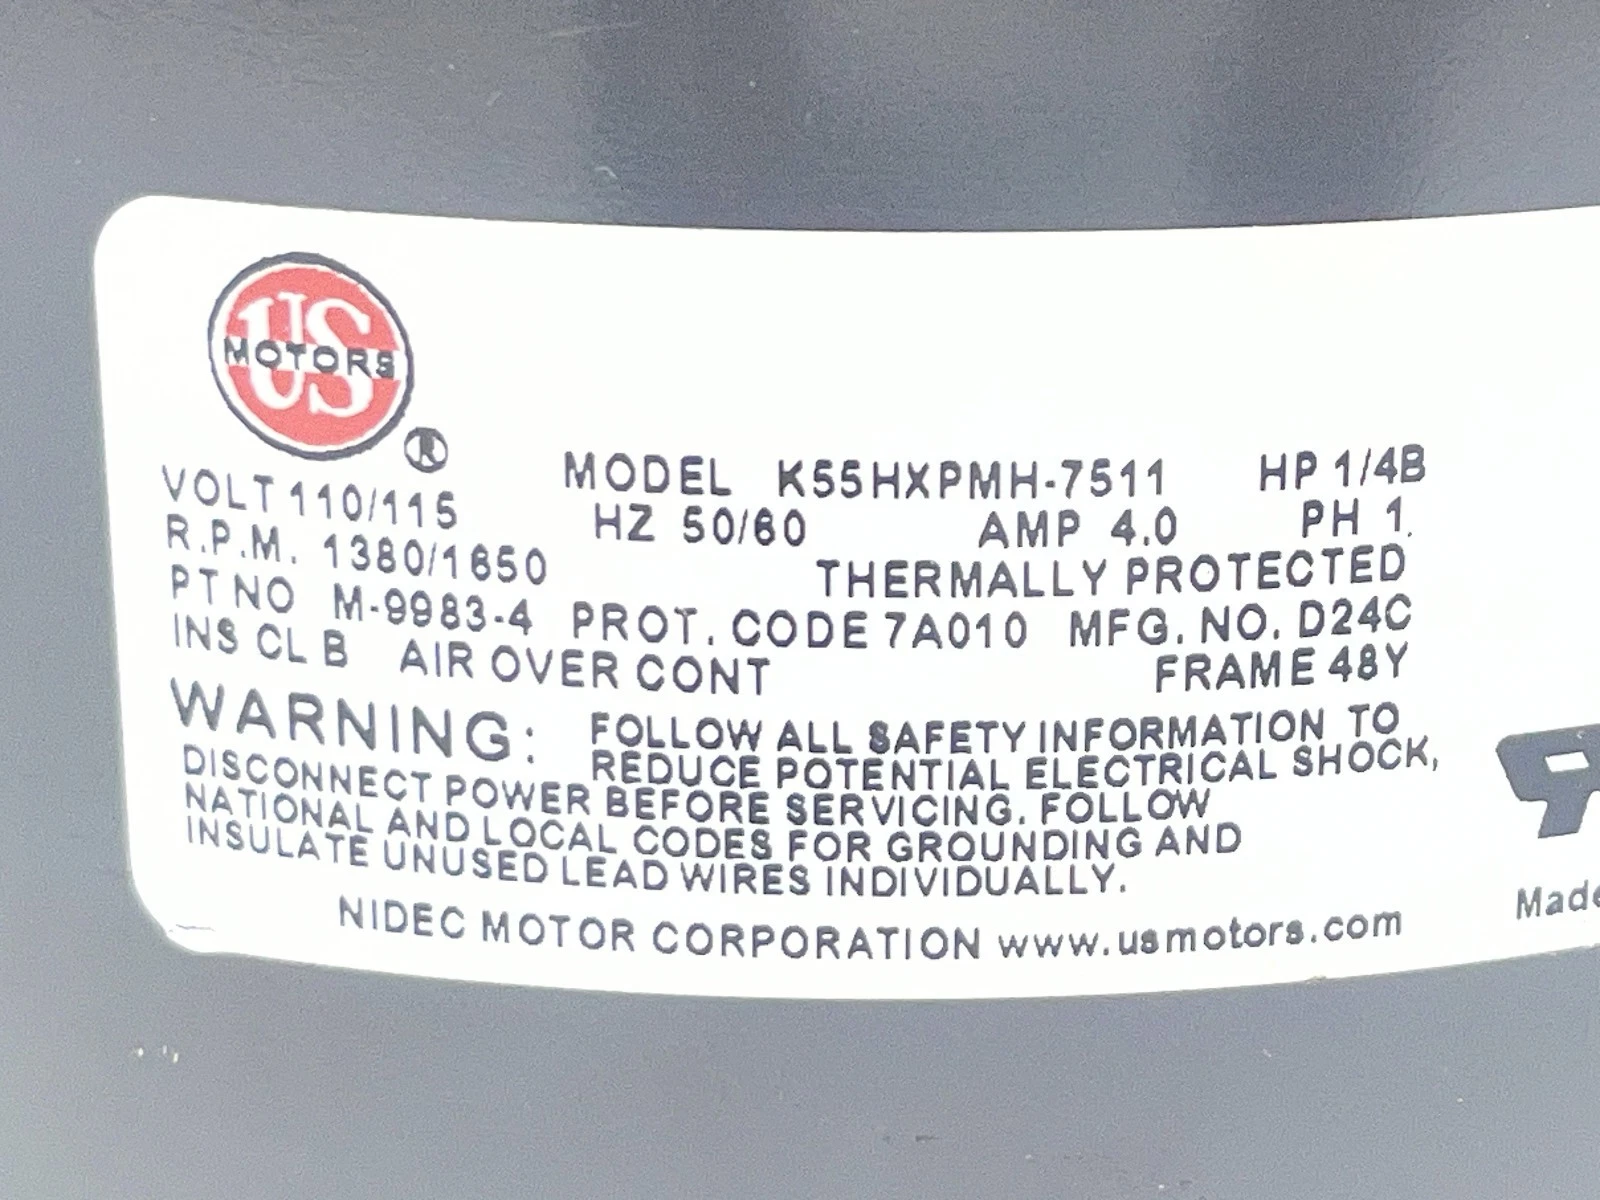 US
MOTORS
®
MODEL K55HXPMH-7511 HP 1/4B
VOLT 110/115 HZ 50/60 AMP 4.0 PH 1
R.P.M. 1380/1650 THERMALLY PROTECTED
PT NO M-9983-4 PROT. CODE 7A010 MFG. NO. D24C
INS CL B AIR OVER CONT FRAME 48Y
WARNING: FOLLOW ALL SAFETY INFORMATION TO
REDUCE POTENTIAL ELECTRICAL SHOCK,
DISCONNECT POWER BEFORE SERVICING. FOLLOW
NATIONAL AND LOCAL CODES FOR GROUNDING AND
INSULATE UNUSED LEAD WIRES INDIVIDUALLY.
NIDEC MOTOR CORPORATION www.usmotors.com
Made